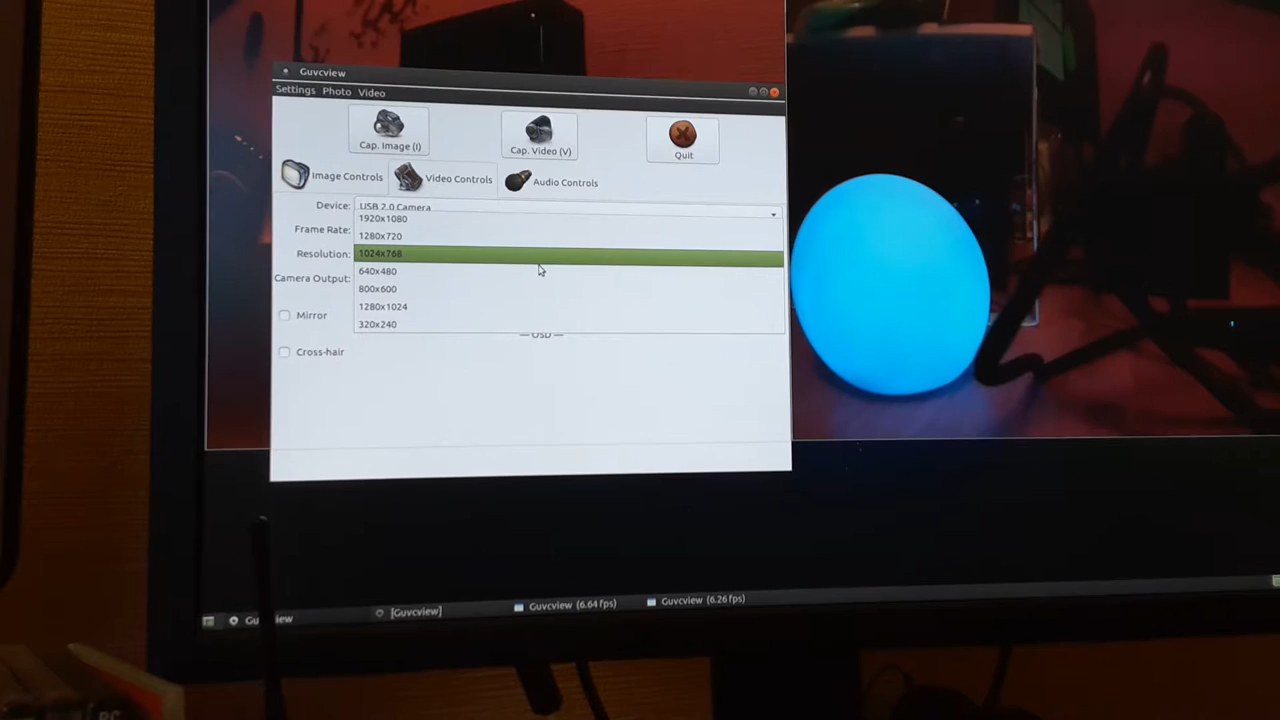 Guvcview
Settings Photo Video
Cap. Image (I) Cap. Video (V) Quit
Image Controls Video Controls Audio Controls
Device: USB 2.0 Camera
1920x1080
Frame Rate: 1280x720
Resolution: 1024x768
Camera Output: 640x480
800x600
Mirror 1280x1024
320x240
— OSD —
Cross-hair
[Guvcview] Guvcview (6.64 fps) Guvcview (6.26 fps)